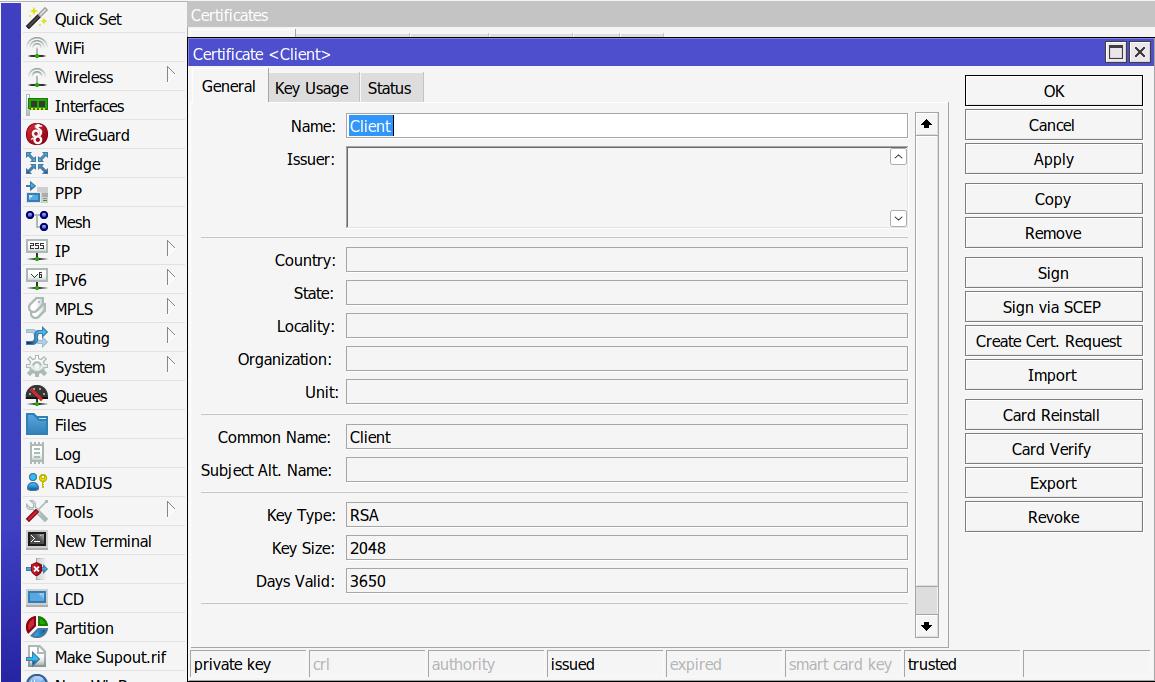 Quick Set
WiFi
Wireless
Interfaces
WireGuard
Bridge
PPP
Mesh
255
IP
v6
IPv6
MPLS
Routing
System
Queues
Files
Log
RADIUS
Tools
New Terminal
Dot1X
LCD
Partition
Make Supout.rif
Certificates
Certificate <Client>
General Key Usage Status
Name: Client
Issuer:
Country:
State:
Locality:
Organization:
Unit:
Common Name: Client
Subject Alt. Name:
Key Type: RSA
Key Size: 2048
Days Valid: 3650
OK
Cancel
Apply
Copy
Remove
Sign
Sign via SCEP
Create Cert. Request
Import
Card Reinstall
Card Verify
Export
Revoke
private key crl authority issued expired smart card key trusted